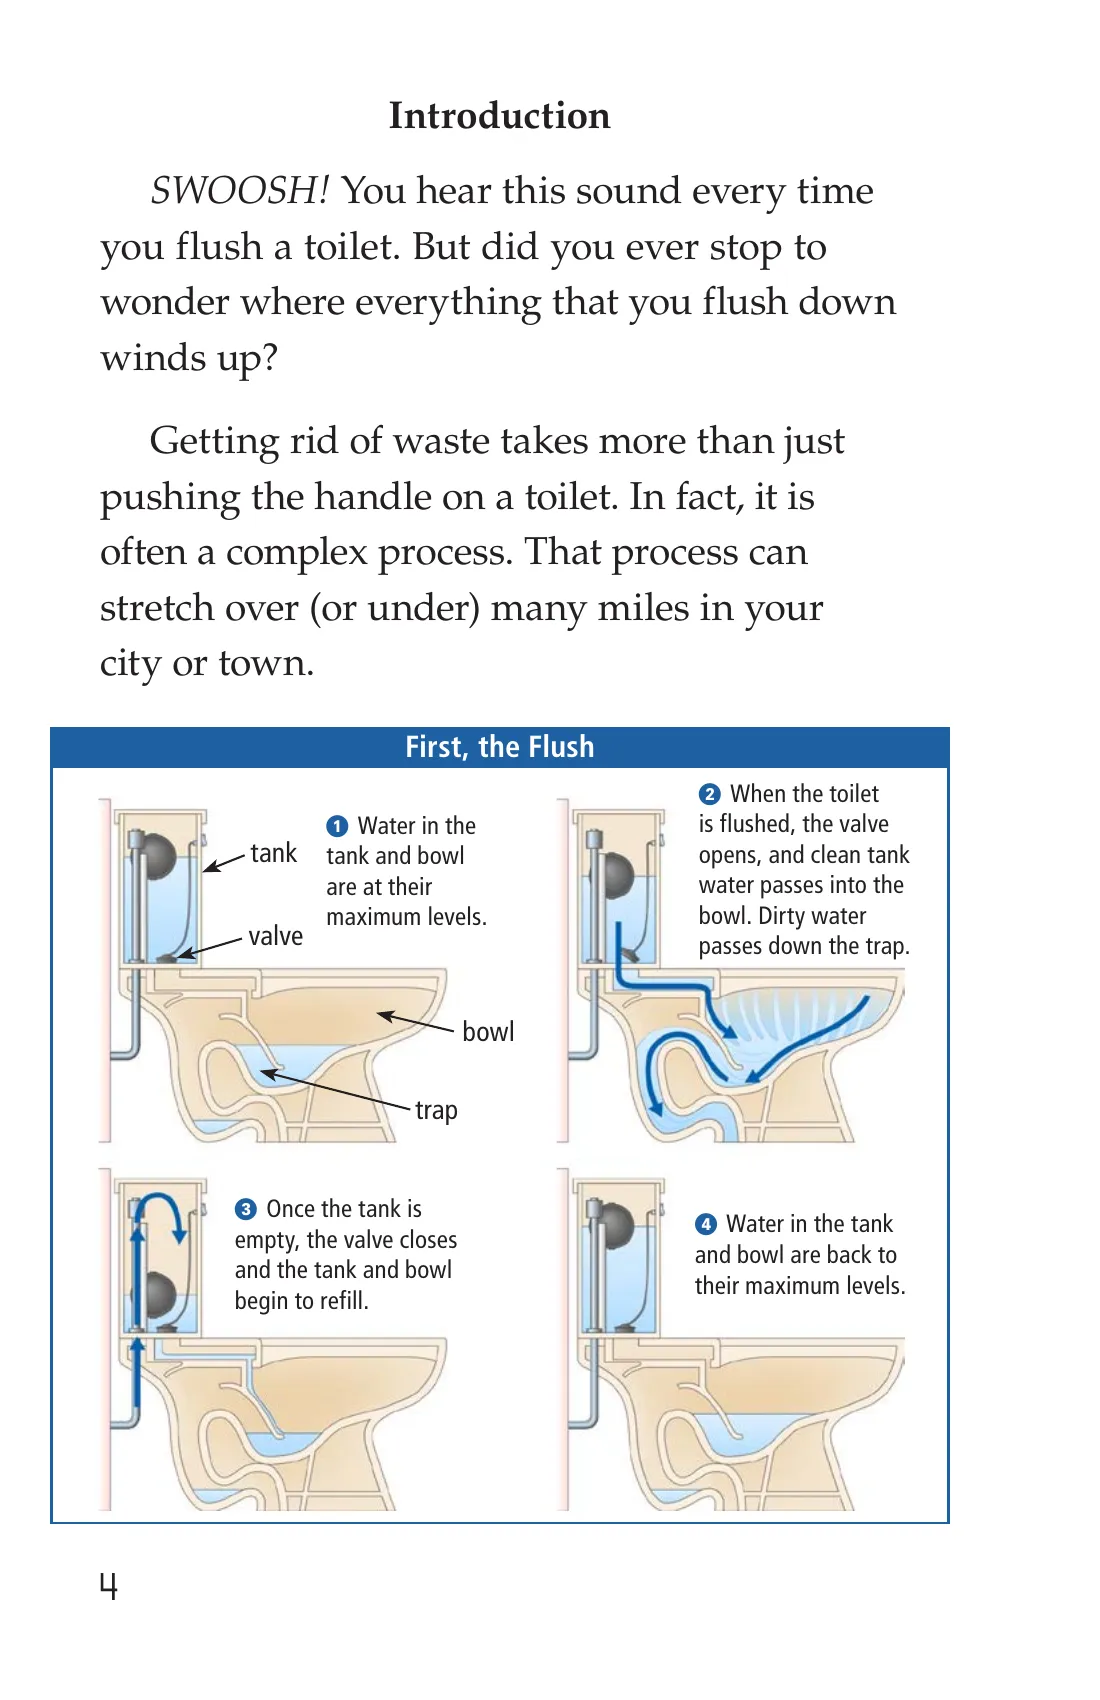 Introduction
SWOOSH! You hear this sound every time
you flush a toilet. But did you ever stop to
wonder where everything that you flush down
winds up?
Getting rid of waste takes more than just
pushing the handle on a toilet. In fact, it is
often a complex process. That process can
stretch over (or under) many miles in your
city or town.
First, the Flush
1 Water in the
tank and bowl
are at their
maximum levels.
tank
valve
bowl
trap
2 When the toilet
is flushed, the valve
opens, and clean tank
water passes into the
bowl. Dirty water
passes down the trap.
3 Once the tank is
empty, the valve closes
and the tank and bowl
begin to refill.
4 Water in the tank
and bowl are back to
their maximum levels.
4